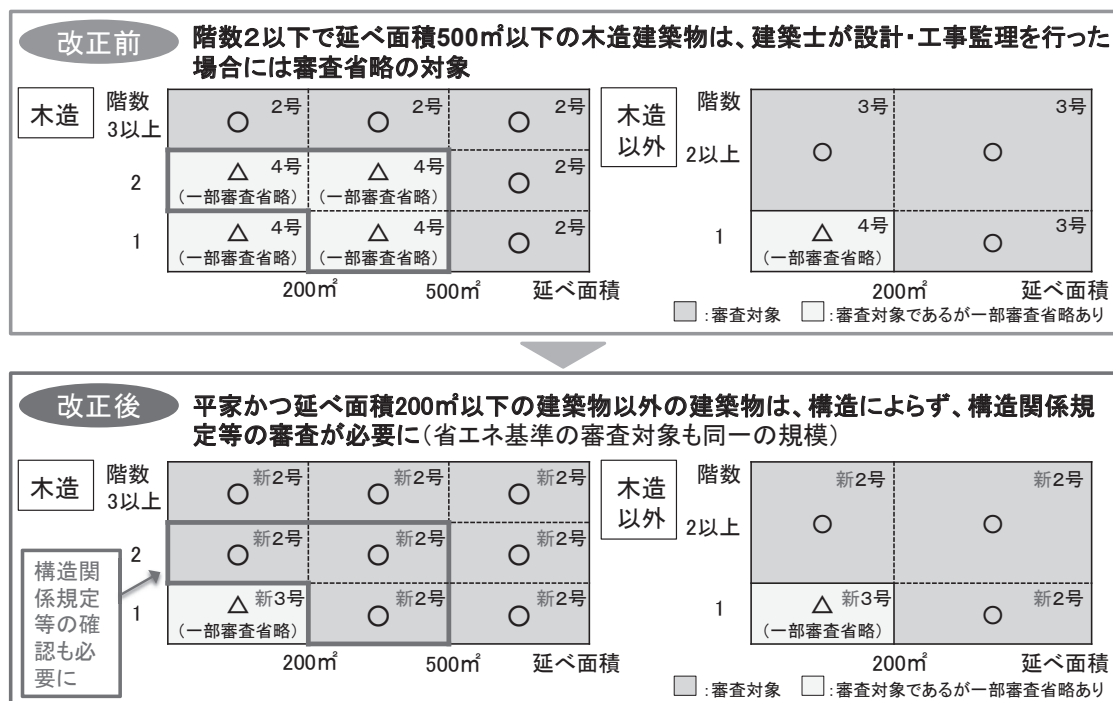 改正前
階数2以下で延べ面積500㎡以下の木造建築物は、建築士が設計・工事監理を行った
場合には審査省略の対象
木造
階数
3以上
2
1
○ 2号
○ 2号
○ 2号
△ 4号
(一部審査省略)
△ 4号
(一部審査省略)
○ 2号
△ 4号
(一部審査省略)
△ 4号
(一部審査省略)
○ 2号
200㎡
500㎡
延べ面積
木造
以外
階数
2以上
1
3号
○
3号
○
△ 4号
(一部審査省略)
○ 3号
200㎡
延べ面積
:審査対象
:審査対象であるが一部審査省略あり
改正後
平家かつ延べ面積200㎡以下の建築物以外の建築物は、構造によらず、構造関係規
定等の審査が必要に(省エネ基準の審査対象も同一の規模)
木造
階数
3以上
2
1
○ 新2号
○ 新2号
○ 新2号
○ 新2号
○ 新2号
○ 新2号
△ 新3号
(一部審査省略)
○ 新2号
○ 新2号
200㎡
500㎡
延べ面積
構造関
係規定
等の確
認も必
要に
木造
以外
階数
2以上
1
新2号
○
新2号
○
△ 新3号
(一部審査省略)
○ 新2号
200㎡
延べ面積
:審査対象
:審査対象であるが一部審査省略あり